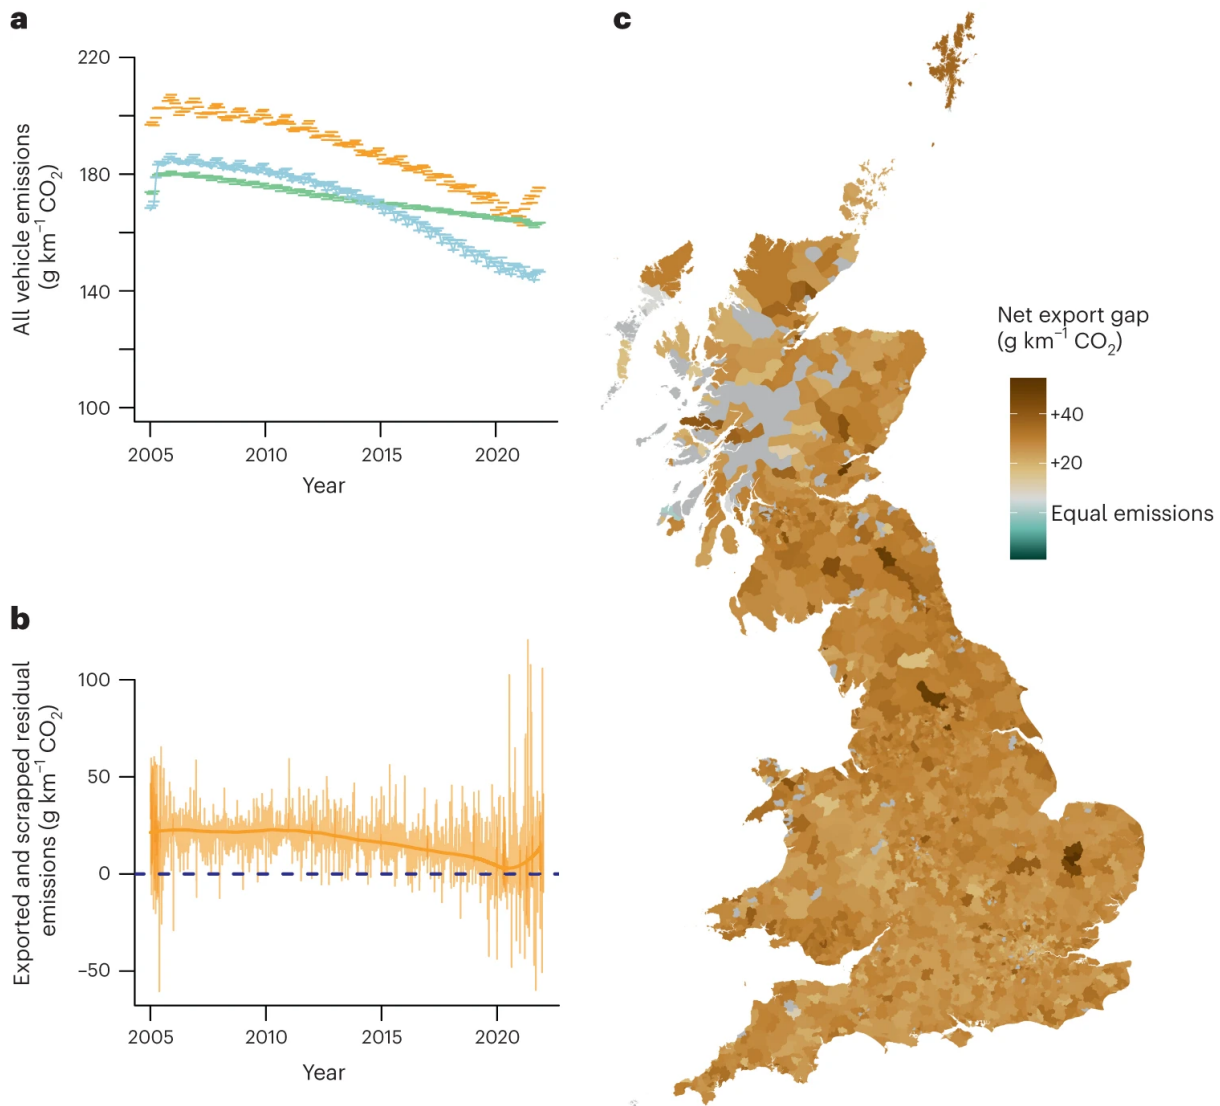 a
220
180
140
100
All vehicle emissions
(g km⁻¹ CO₂)
2005
2010
2015
2020
Year
b
100
50
0
–50
Exported and scrapped residual
emissions (g km⁻¹ CO₂)
2005
2010
2015
2020
Year
c
Net export gap
(g km⁻¹ CO₂)
+40
+20
Equal emissions